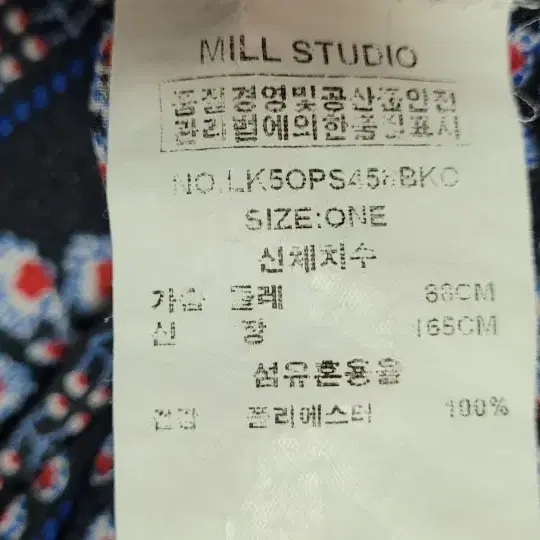 MILL STUDIO
품질경영및공산품안전
관리법에의한품질표시
SIZE:ONE
신체치수
가슴 둘레 88CM
신 장 165CM
섬유혼용율
폴리에스터 100%